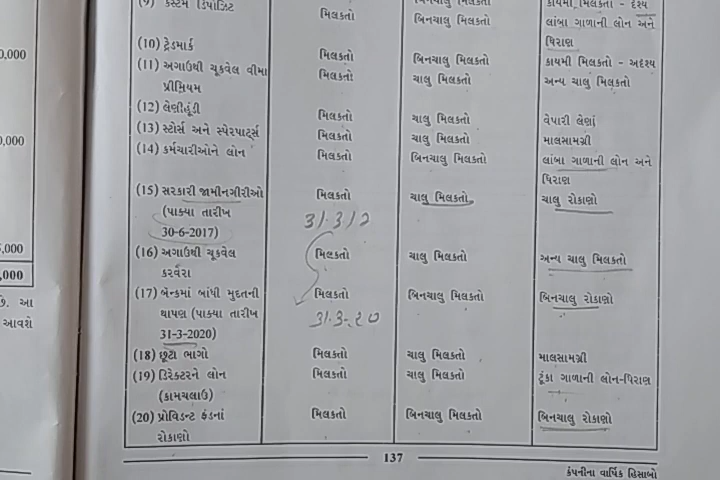 (9) કસ્ટમ ડિપોઝિટ મિલકતો બિનચાલુ મિલકતો કાયમી મિલકતો - દૃશ્ય
લાંબા ગાળાની લોન અને
ધિરાણ
(10) ટ્રેડમાર્ક મિલકતો બિનચાલુ મિલકતો કાયમી મિલકતો - અદૃશ્ય
(11) અગાઉથી ચૂકવેલ વીમા મિલકતો ચાલુ મિલકતો અન્ય ચાલુ મિલકતો
પ્રીમિયમ
(12) લેણીહૂંડી મિલકતો ચાલુ મિલકતો વેપારી લેણાં
(13) સ્ટોર્સ અને સ્પેરપાર્ટ્સ મિલકતો ચાલુ મિલકતો માલસામગ્રી
(14) કર્મચારીઓને લોન મિલકતો બિનચાલુ મિલકતો લાંબા ગાળાની લોન અને
ધિરાણ
(15) સરકારી જામીનગીરીઓ મિલકતો ચાલુ મિલકતો ચાલુ રોકાણો
(પાક્યા તારીખ
30-6-2017)
(16) અગાઉથી ચૂકવેલ મિલકતો ચાલુ મિલકતો અન્ય ચાલુ મિલકતો
કરવેરા
(17) બેન્કમાં બાંધી મુદતની મિલકતો બિનચાલુ મિલકતો બિનચાલુ રોકાણો
થાપણ (પાક્યા તારીખ 31.3-20
31-3-2020)
(18) છૂટા ભાગો મિલકતો ચાલુ મિલકતો માલસામગ્રી
(19) ડિરેક્ટરને લોન મિલકતો ચાલુ મિલકતો ટૂંકા ગાળાની લોન-ધિરાણ
(કામચલાઉ)
(20) પ્રોવિડન્ટ ફંડનાં મિલકતો બિનચાલુ મિલકતો બિનચાલુ રોકાણો
રોકાણો
137
કંપનીના વાર્ષિક હિસાબો
0,000
0,000
,000
,000
છે. આ
આવશે